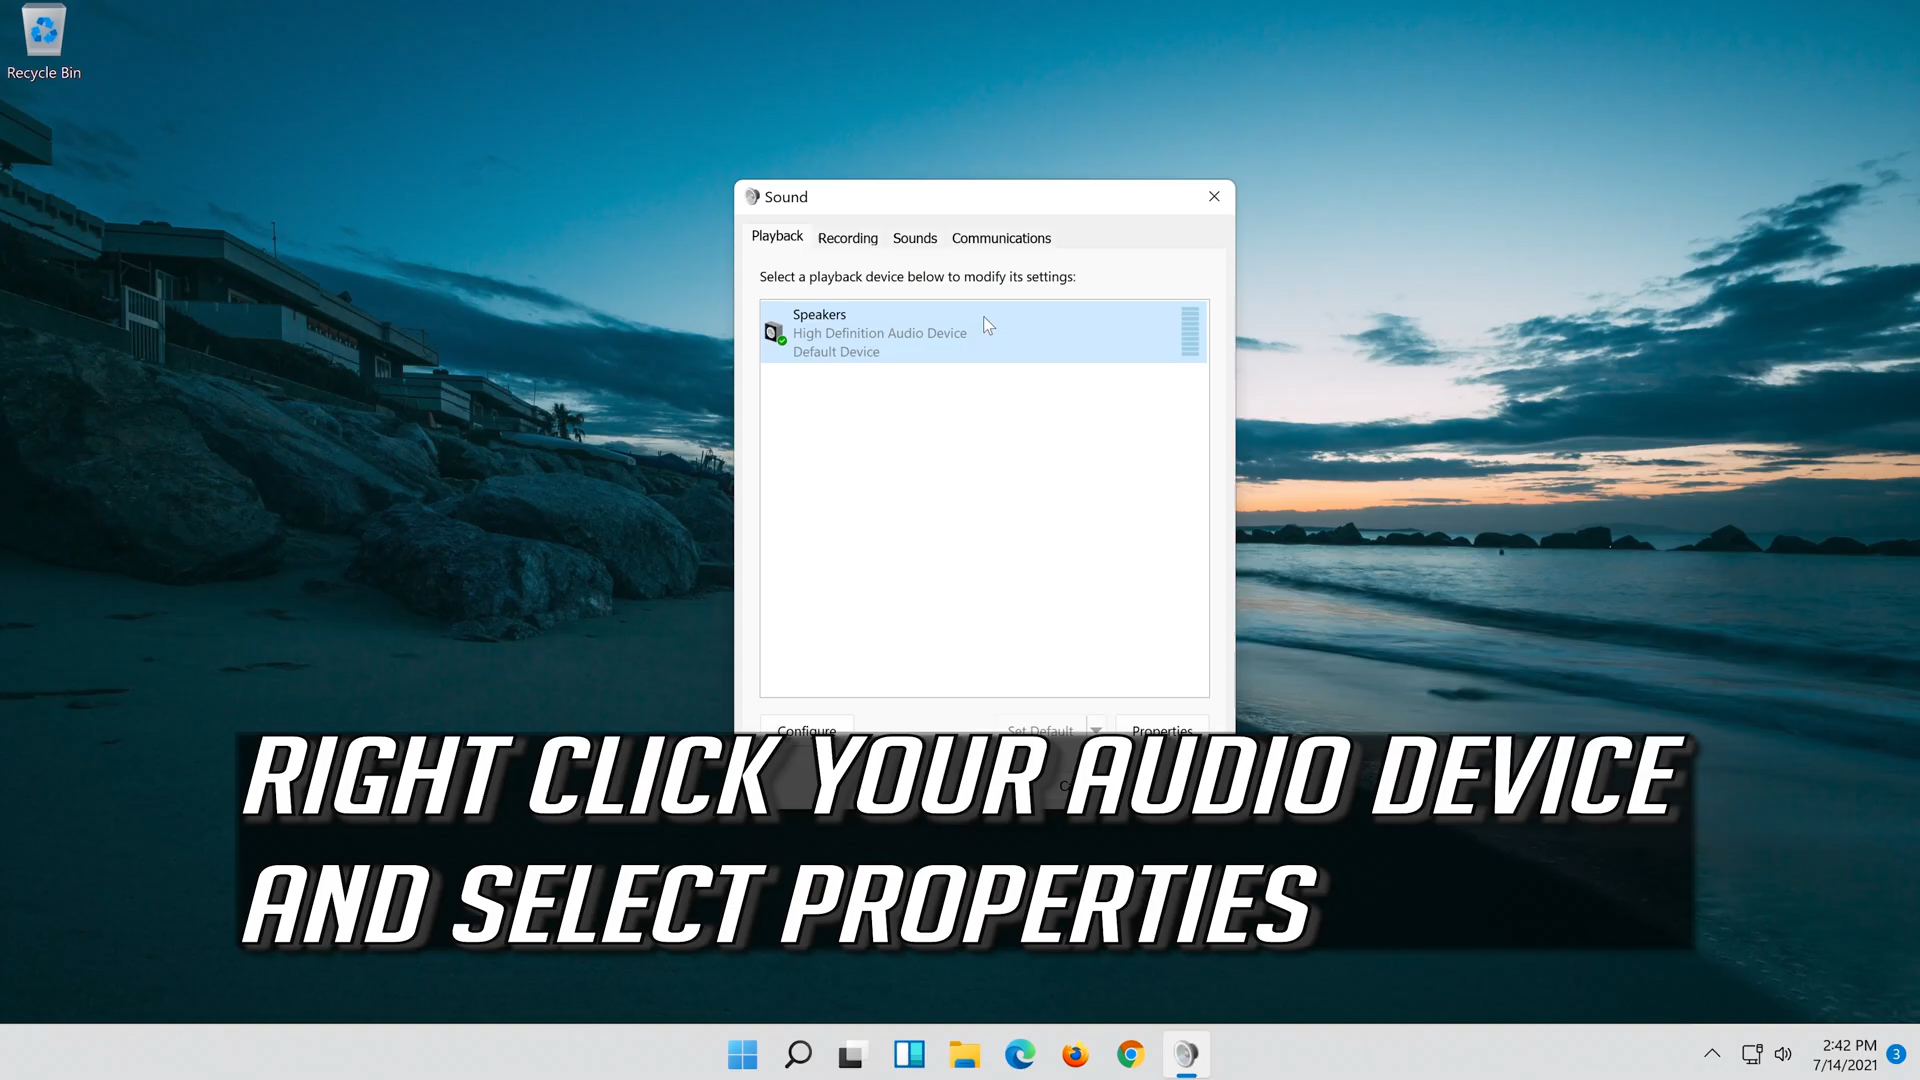 Recycle Bin
Sound
Playback Recording Sounds Communications
Select a playback device below to modify its settings:
Speakers
High Definition Audio Device
Default Device
Configure Set Default Properties
RIGHT CLICK YOUR AUDIO DEVICE
AND SELECT PROPERTIES
2:42 PM
7/14/2021
3